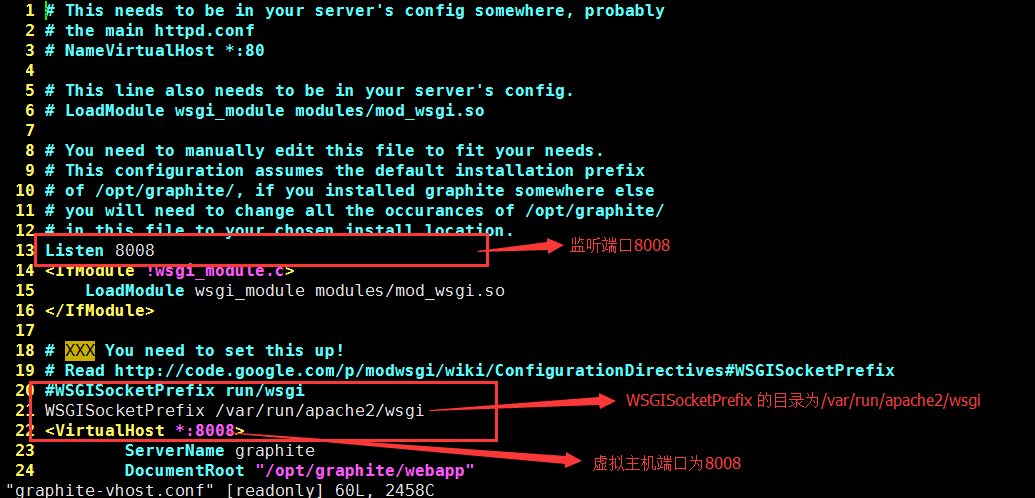 1 # This needs to be in your server's config somewhere, probably
2 # the main httpd.conf
3 # NameVirtualHost *:80
4
5 # This line also needs to be in your server's config.
6 # LoadModule wsgi_module modules/mod_wsgi.so
7
8 # You need to manually edit this file to fit your needs.
9 # This configuration assumes the default installation prefix
10 # of /opt/graphite/, if you installed graphite somewhere else
11 # you will need to change all the occurances of /opt/graphite/
12 # in this file to your chosen install location.
13 Listen 8008
监听端口8008
14 <IfModule !wsgi_module.c>
15     LoadModule wsgi_module modules/mod_wsgi.so
16 </IfModule>
17
18 # XXX You need to set this up!
19 # Read http://code.google.com/p/modwsgi/wiki/ConfigurationDirectives#WSGISocketPrefix
20 #WSGISocketPrefix run/wsgi
21 WSGISocketPrefix /var/run/apache2/wsgi
WSGISocketPrefix 的目录为/var/run/apache2/wsgi
22 <VirtualHost *:8008>
23         ServerName graphite
虚拟主机端口为8008
24         DocumentRoot "/opt/graphite/webapp"
"graphite-vhost.conf" [readonly] 60L, 2458C